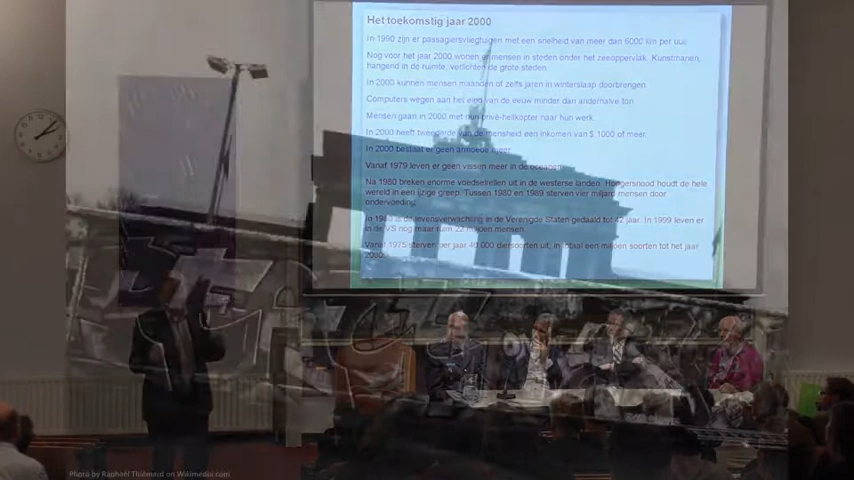 Het toekomstig jaar 2000
In 1990 zijn er passagiersvliegtuigen met een snelheid van meer dan 6000 km per uur.
Nog voor het jaar 2000 wonen er mensen in steden onder het zeeoppervlak. Kunstmanen,
hangend in de ruimte, verlichten de grote steden.
In 2000 kunnen mensen maanden of zelfs jaren in winterslaap doorbrengen.
Computers wegen aan het eind van de eeuw minder dan anderhalve ton
Mensen gaan in 2000 met hun privé-helikopter naar hun werk
In 2000 heeft tweederde van de mensheid een inkomen van $ 1000 of meer
In 2000 bestaat er geen armoede meer
Vanaf 1979 leven er geen vissen meer in de oceanen
Na 1980 breken enorme voedselrellen uit in de westerse landen. Hongersnood houdt de hele
wereld in een ijzige greep. Tussen 1980 en 1989 sterven vier miljard mensen door
ondervoeding.
In is de levensverwachting in de Verenigde Staten gedaald tot 42 jaar. In 1999 leven er
in de VS nog maar ruim 22 miljoen mensen.
Vanaf 1975 sterven per jaar 40 000 diersoorten uit, in totaal een miljoen soorten tot het jaar
2000.
Photo by Raphaël Thiémard on Wikimedia.com